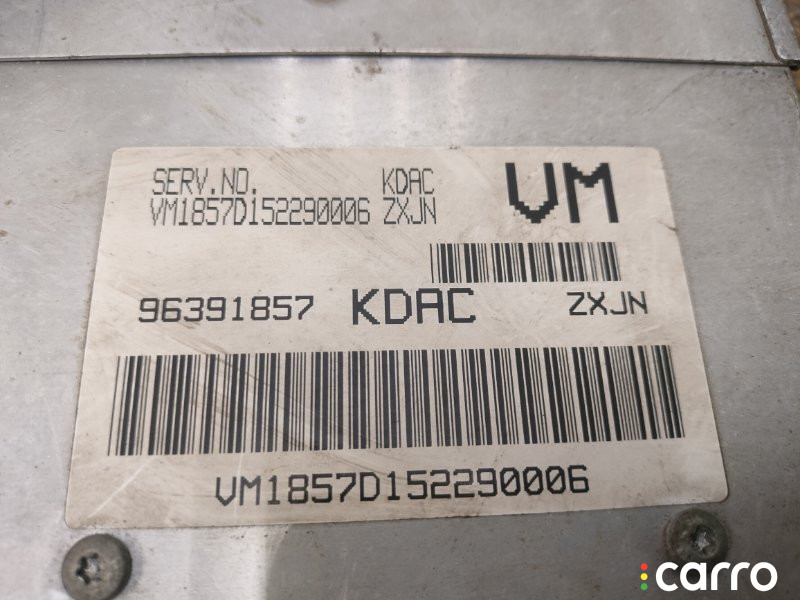 SERV.NO. KDAC VM
VM1857D152290006 ZXJN
96391857 KDAC ZXJN
VM1857D152290006
carro